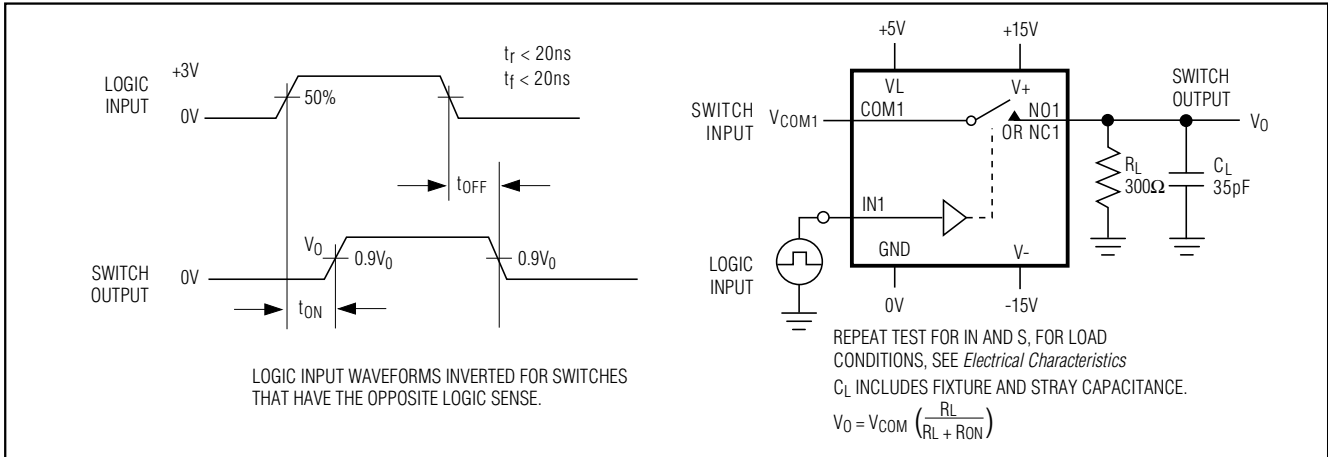 LOGIC
INPUT
+3V
0V
50%
tr < 20ns
tf < 20ns
tOFF
SWITCH
OUTPUT
0V
VO
0.9V0
0.9V0
tON
LOGIC INPUT WAVEFORMS INVERTED FOR SWITCHES
THAT HAVE THE OPPOSITE LOGIC SENSE.
+5V
+15V
VL
V+
SWITCH
INPUT
VCOM1
COM1
NO1
OR NC1
SWITCH
OUTPUT
VO
RL
300Ω
CL
35pF
IN1
LOGIC
INPUT
GND
V-
0V
-15V
REPEAT TEST FOR IN AND S, FOR LOAD
CONDITIONS, SEE Electrical Characteristics
CL INCLUDES FIXTURE AND STRAY CAPACITANCE.
VO = VCOM (RL / RL + RON)